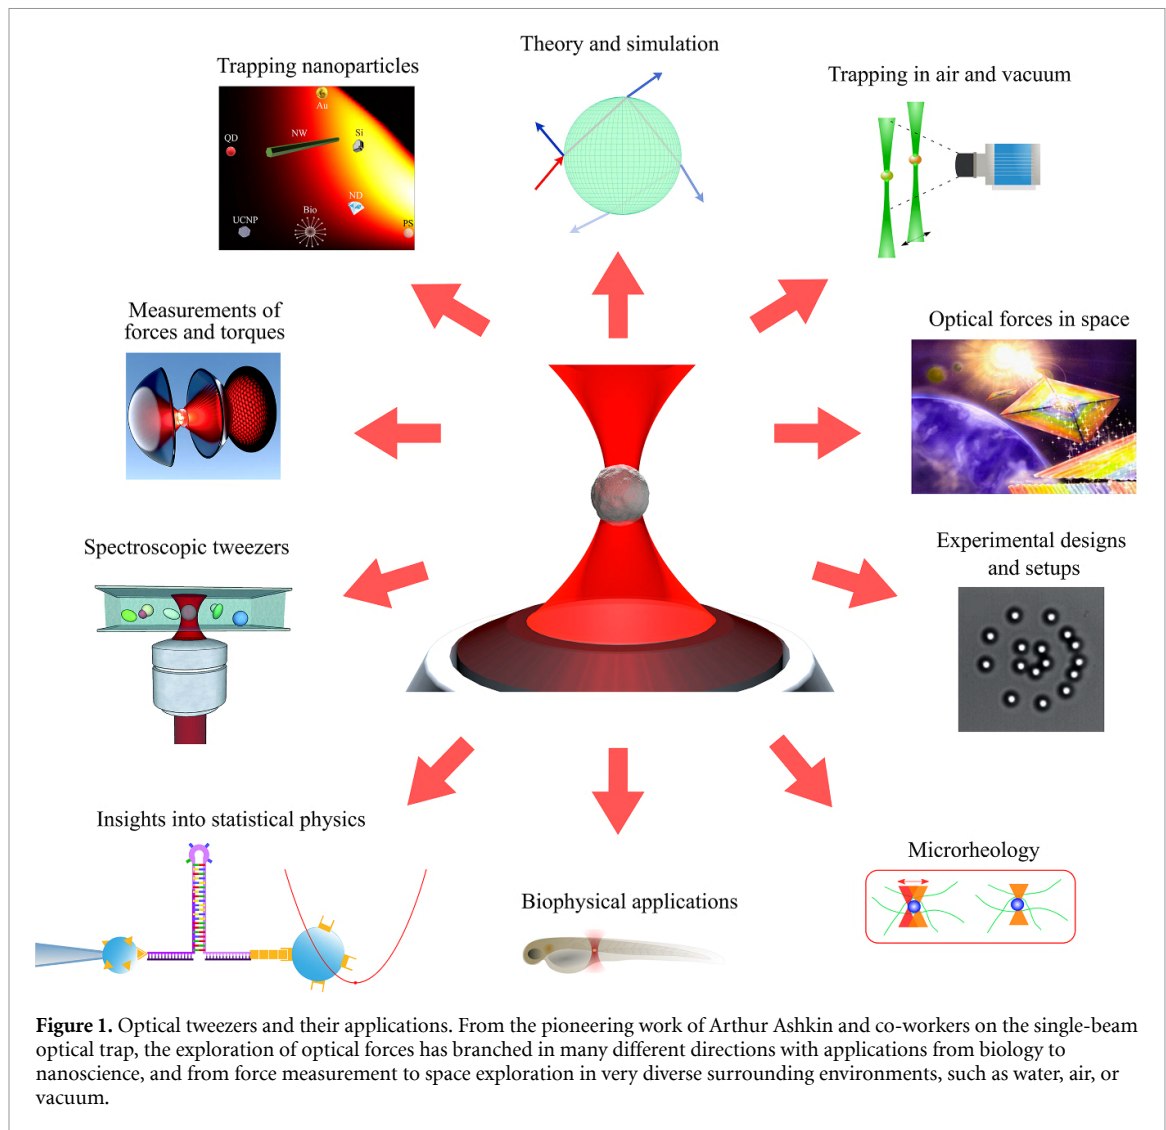 Theory and simulation
Trapping nanoparticles
Trapping in air and vacuum
Au
QD
NW
Si
ND
UCNP
Bio
PS
Measurements of
forces and torques
Optical forces in space
Spectroscopic tweezers
Experimental designs
and setups
Insights into statistical physics
Biophysical applications
Microrheology
Figure 1. Optical tweezers and their applications. From the pioneering work of Arthur Ashkin and co-workers on the single-beam
optical trap, the exploration of optical forces has branched in many different directions with applications from biology to
nanoscience, and from force measurement to space exploration in very diverse surrounding environments, such as water, air, or
vacuum.